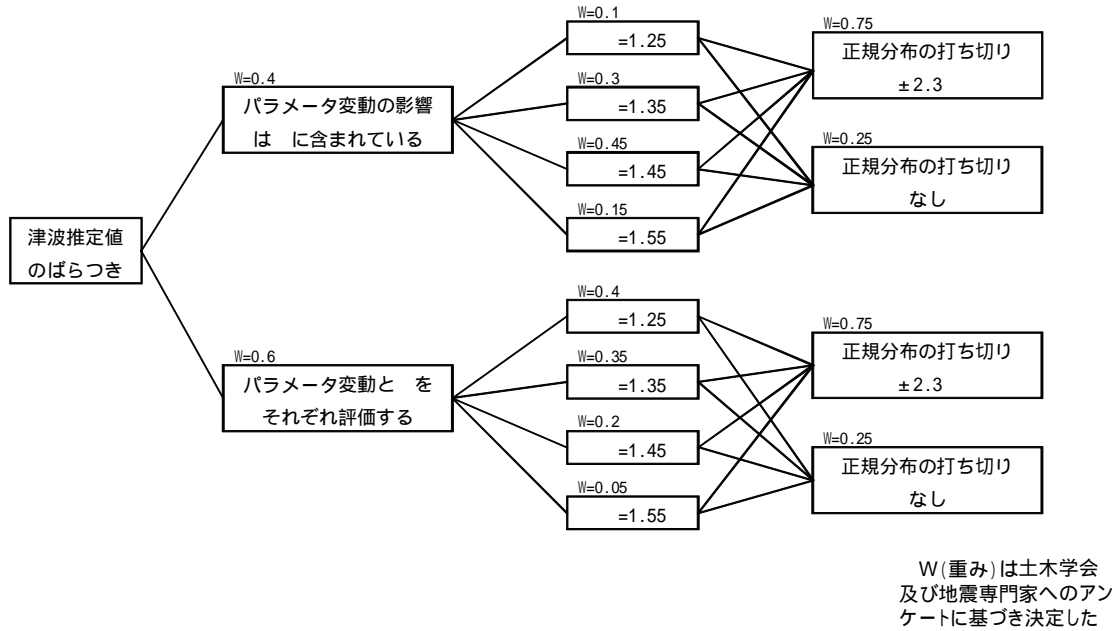 津波推定値
のばらつき
W=0.4
パラメータ変動の影響
は に含まれている
W=0.1
=1.25
W=0.3
=1.35
W=0.45
=1.45
W=0.15
=1.55
W=0.75
正規分布の打ち切り
±2.3
W=0.25
正規分布の打ち切り
なし
W=0.6
パラメータ変動と を
それぞれ評価する
W=0.4
=1.25
W=0.35
=1.35
W=0.2
=1.45
W=0.05
=1.55
W=0.75
正規分布の打ち切り
±2.3
W=0.25
正規分布の打ち切り
なし
W(重み)は土木学会
及び地震専門家へのアン
ケートに基づき決定した